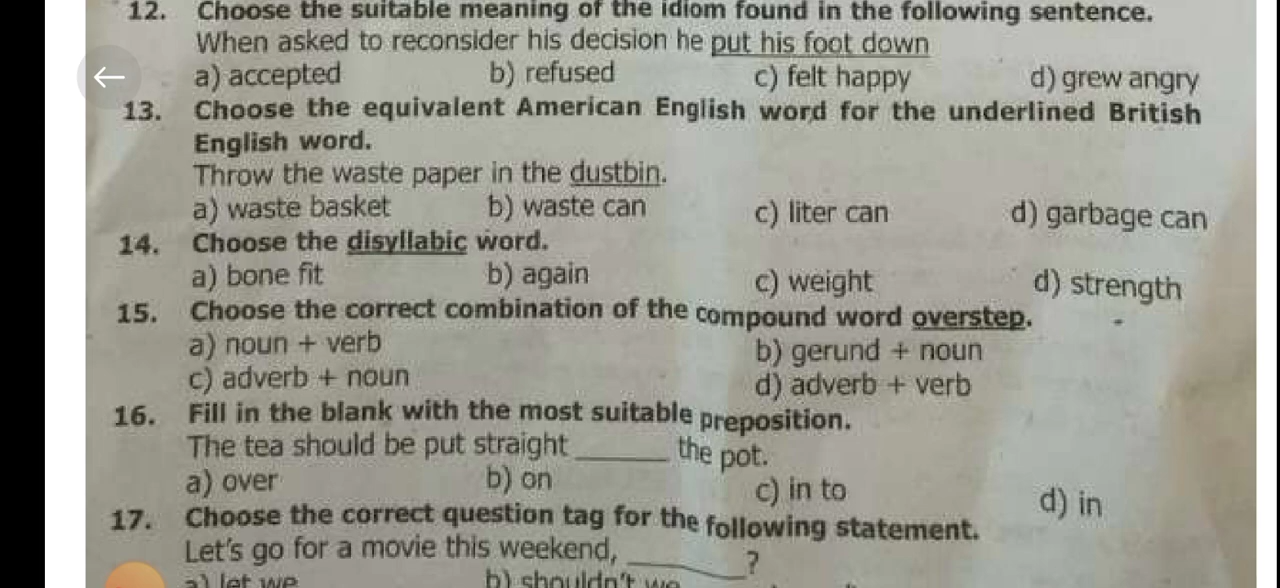 12. Choose the suitable meaning of the idiom found in the following sentence.
When asked to reconsider his decision he put his foot down
a) accepted b) refused c) felt happy d) grew angry
13. Choose the equivalent American English word for the underlined British
English word.
Throw the waste paper in the dustbin.
a) waste basket b) waste can c) liter can d) garbage can
14. Choose the disyllabic word.
a) bone fit b) again c) weight d) strength
15. Choose the correct combination of the compound word overstep.
a) noun + verb b) gerund + noun
c) adverb + noun d) adverb + verb
16. Fill in the blank with the most suitable preposition.
The tea should be put straight ______ the pot.
a) over b) on c) in to d) in
17. Choose the correct question tag for the following statement.
Let's go for a movie this weekend, ________?
a) let we b) shouldn't we